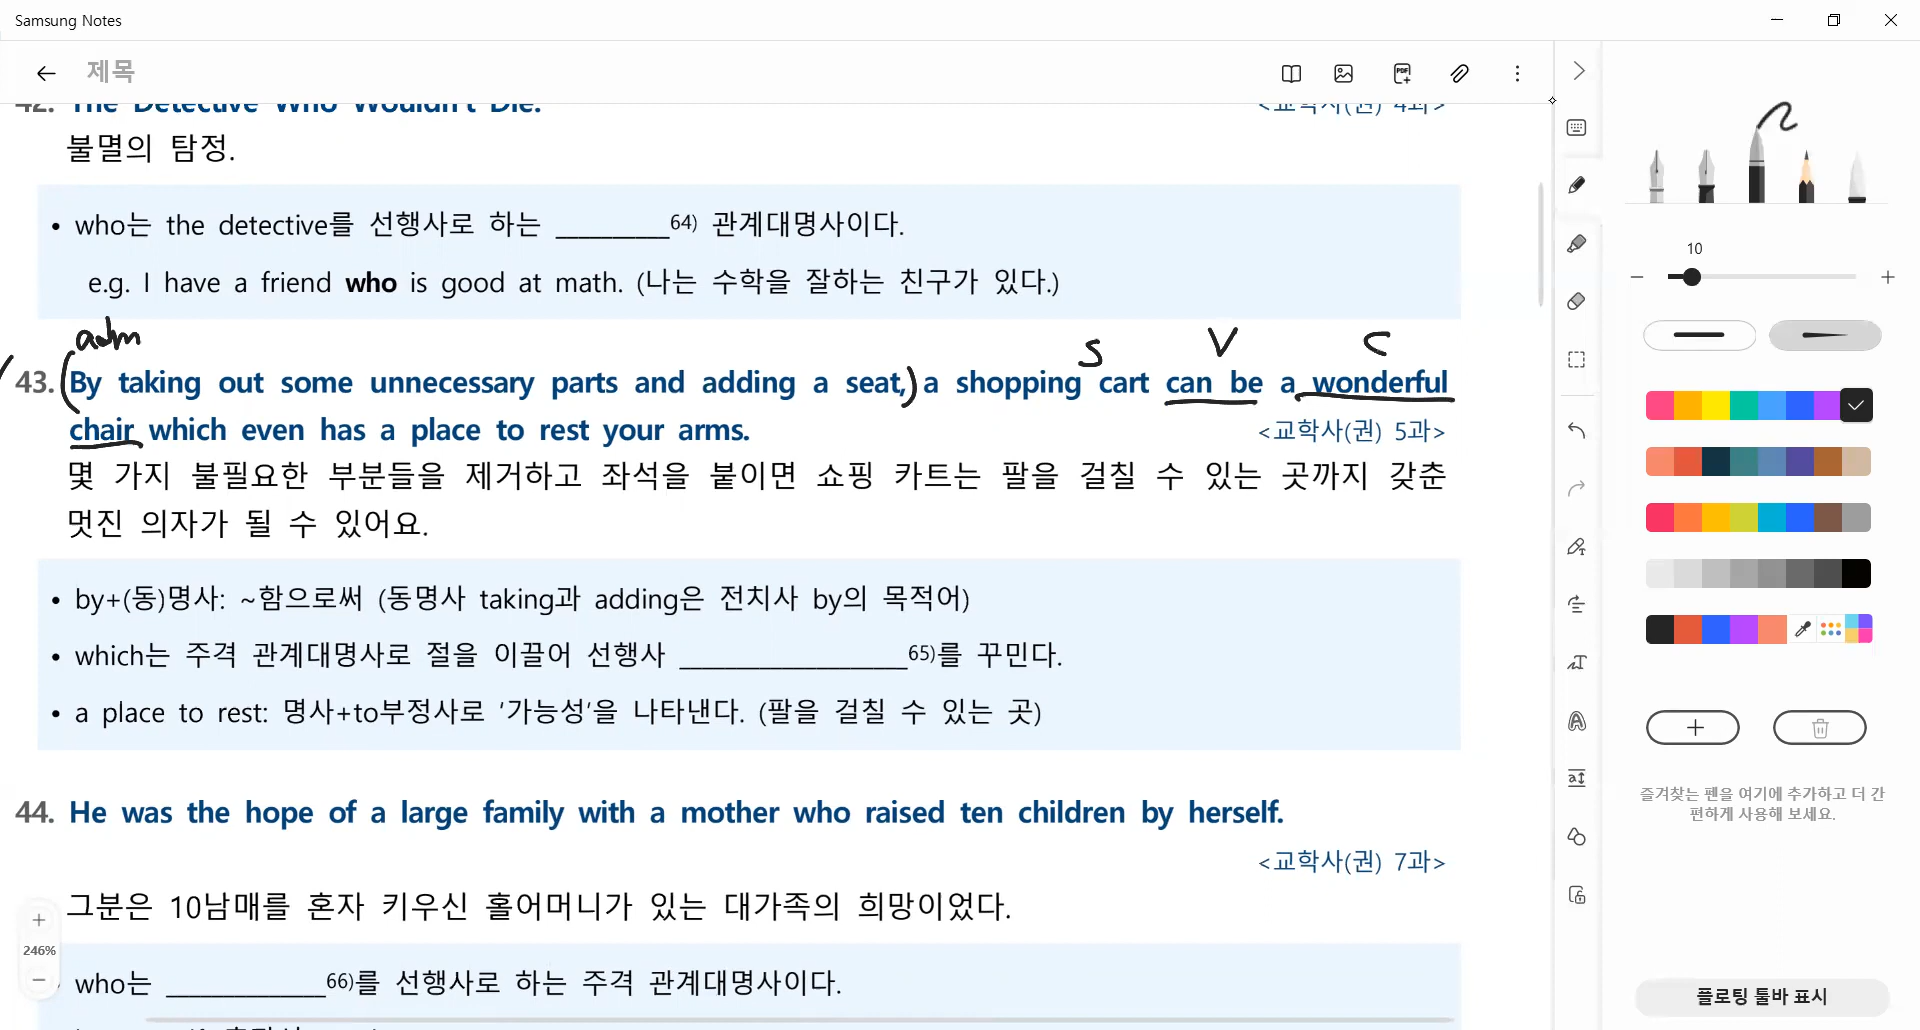 Samsung Notes
제목
42. The Detective Who Wouldn't Die.
<교학사(권) 4과>
불멸의 탐정.
• who는 the detective를 선행사로 하는 __________64) 관계대명사이다.
e.g. I have a friend who is good at math. (나는 수학을 잘하는 친구가 있다.)
adm
S V C
43. (By taking out some unnecessary parts and adding a seat,) a shopping cart can be a wonderful
chair which even has a place to rest your arms.
<교학사(권) 5과>
몇 가지 불필요한 부분들을 제거하고 좌석을 붙이면 쇼핑 카트는 팔을 걸칠 수 있는 곳까지 갖춘
멋진 의자가 될 수 있어요.
• by+(동)명사: ~함으로써 (동명사 taking과 adding은 전치사 by의 목적어)
• which는 주격 관계대명사로 절을 이끌어 선행사 ____________________65)를 꾸민다.
• a place to rest: 명사+to부정사로 '가능성'을 나타낸다. (팔을 걸칠 수 있는 곳)
44. He was the hope of a large family with a mother who raised ten children by herself.
<교학사(권) 7과>
그분은 10남매를 혼자 키우신 홀어머니가 있는 대가족의 희망이었다.
who는 ______________66)를 선행사로 하는 주격 관계대명사이다.
246%
PDF
10
즐겨찾는 펜을 여기에 추가하고 더 간
편하게 사용해 보세요.
플로팅 툴바 표시